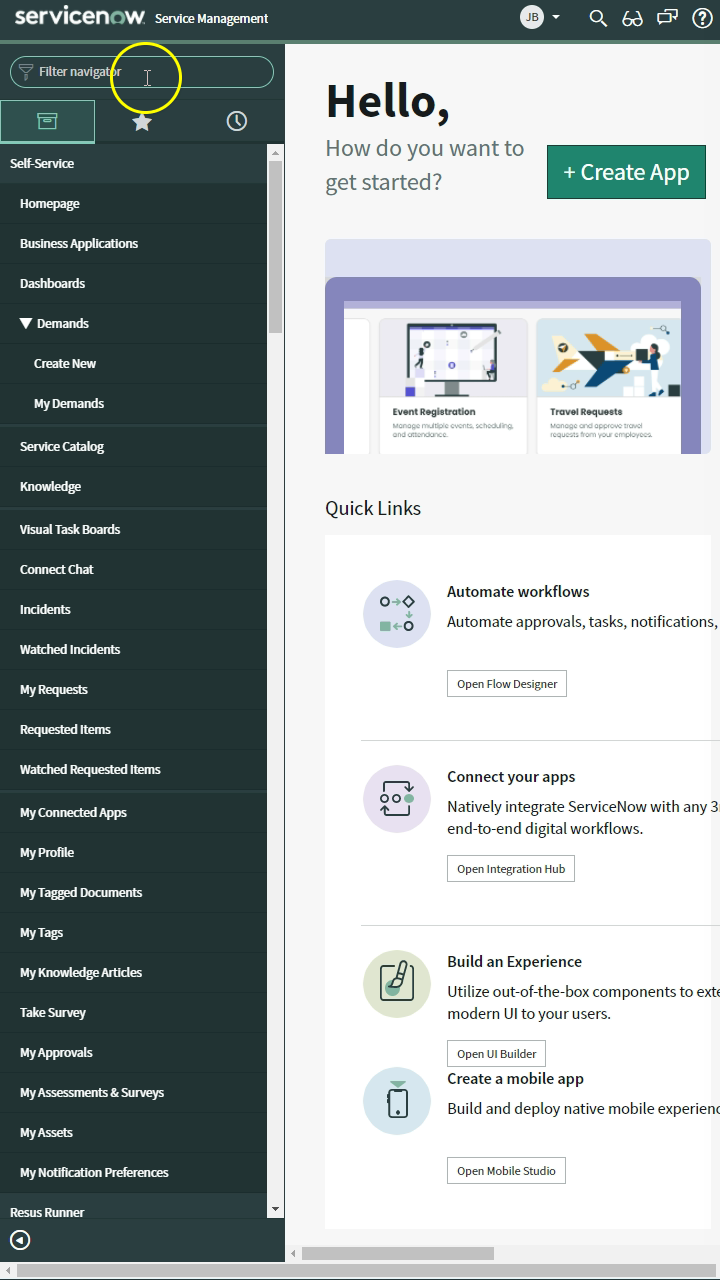 servicenow Service Management
JB
Filter navigator
Self-Service
Homepage
Business Applications
Dashboards
Demands
Create New
My Demands
Service Catalog
Knowledge
Visual Task Boards
Connect Chat
Incidents
Watched Incidents
My Requests
Requested Items
Watched Requested Items
My Connected Apps
My Profile
My Tagged Documents
My Tags
My Knowledge Articles
Take Survey
My Approvals
My Assessments & Surveys
My Assets
My Notification Preferences
Resus Runner
Hello,
How do you want to
get started?
+ Create App
Event Registration
Manage multiple events, scheduling,
and attendance.
Travel Requests
Manage and approve travel
requests from your employees.
Quick Links
Automate workflows
Automate approvals, tasks, notifications,
Open Flow Designer
Connect your apps
Natively integrate ServiceNow with any 3
end-to-end digital workflows.
Open Integration Hub
Build an Experience
Utilize out-of-the-box components to exte
modern UI to your users.
Open UI Builder
Create a mobile app
Build and deploy native mobile experienc
Open Mobile Studio